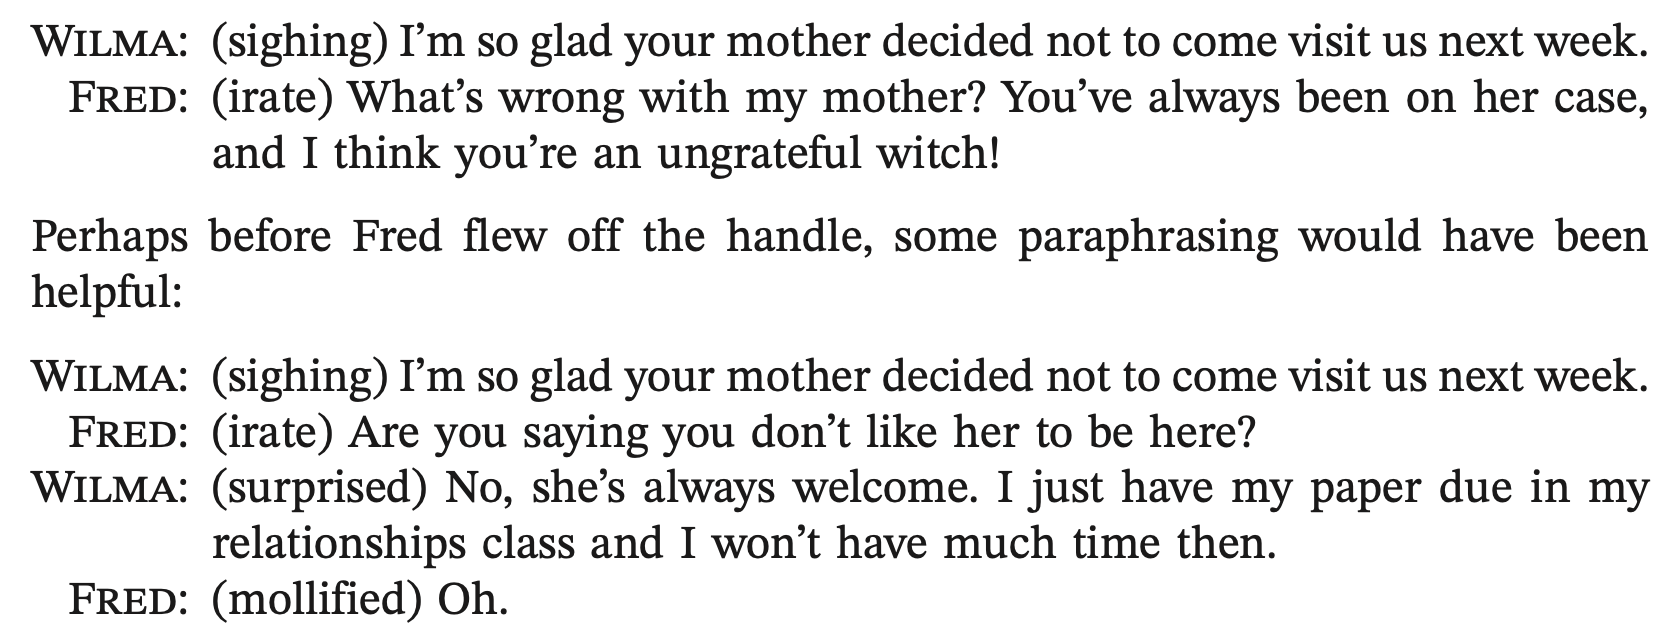 WILMA: (sighing) I’m so glad your mother decided not to come visit us next week.
FRED: (irate) What’s wrong with my mother? You’ve always been on her case,
and I think you’re an ungrateful witch!
Perhaps before Fred flew off the handle, some paraphrasing would have been
helpful:
WILMA: (sighing) I’m so glad your mother decided not to come visit us next week.
FRED: (irate) Are you saying you don’t like her to be here?
WILMA: (surprised) No, she’s always welcome. I just have my paper due in my
relationships class and I won’t have much time then.
FRED: (mollified) Oh.